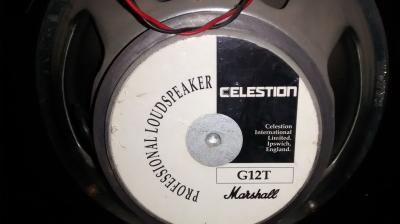 PROFESSIONAL LOUDSPEAKER
CELESTION
Celestion
International
Limited.
Ipswich,
England.
G12T
Marshall